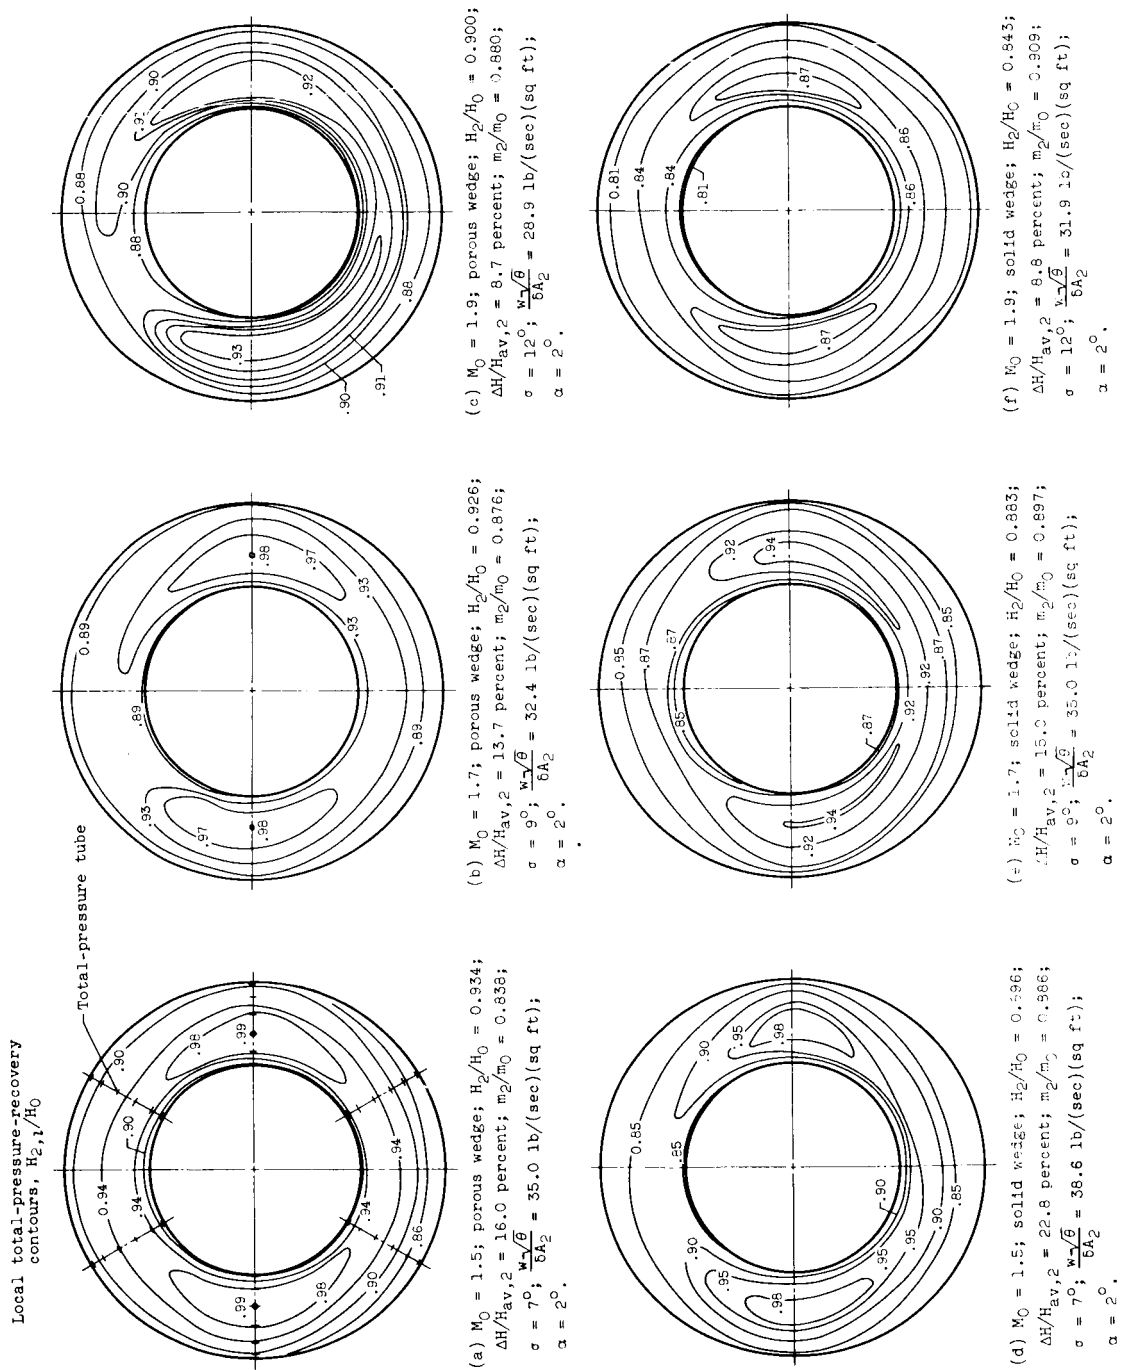 Local total-pressure-recovery
contours, H₂,ₗ/H₀
Total-pressure tube
.90
.90
0.94
.94
.98
.99
.99
.98
.94
.94
.90
.86
(a) M₀ = 1.5; porous wedge; H₂/H₀ = 0.934;
ΔH/Hav,2 = 16.0 percent; m₂/m₀ = 0.838;
σ = 7°; w√θ/δA₂ = 35.0 lb/(sec)(sq ft);
α = 2°.
0.89
.89
.93
.97
.98
.98
.97
.93
.93
.89
(b) M₀ = 1.7; porous wedge; H₂/H₀ = 0.926;
ΔH/Hav,2 = 13.7 percent; m₂/m₀ = 0.876;
σ = 9°; w√θ/δA₂ = 32.4 lb/(sec)(sq ft);
α = 2°.
0.88
.90
.88
.91
.90
.92
.93
.90
.91
.88
(c) M₀ = 1.9; porous wedge; H₂/H₀ = 0.900;
ΔH/Hav,2 = 8.7 percent; m₂/m₀ = 0.880;
σ = 12°; w√θ/δA₂ = 28.9 lb/(sec)(sq ft);
α = 2°.
0.85
.85
.90
.95
.98
.90
.95
.98
.95
.90
.95
.90
.85
(d) M₀ = 1.5; solid wedge; H₂/H₀ =
ΔH/Hav,2 = 22.8 percent; m₂/m₀ = 0.886;
σ = 7°; w√θ/δA₂ = 38.6 lb/(sec)(sq ft);
α = 2°.
0.85
.87
.85
.87
.92
.94
.92
.94
.87
.92
.92
.87
.85
(e) M₀ = 1.7; solid wedge; H₂/H₀ = 0.883;
ΔH/Hav,2 = 15.0 percent; m₂/m₀ = 0.897;
σ = 9°; w√θ/δA₂ = 35.0 lb/(sec)(sq ft);
α = 2°.
0.81
.84
.84
.81
.87
.87
.86
.86
(f) M₀ = 1.9; solid wedge; H₂/H₀ = 0.843;
ΔH/Hav,2 = 8.8 percent; m₂/m₀ = 0.909;
σ = 12°; w√θ/δA₂ = 31.9 lb/(sec)(sq ft);
α = 2°.